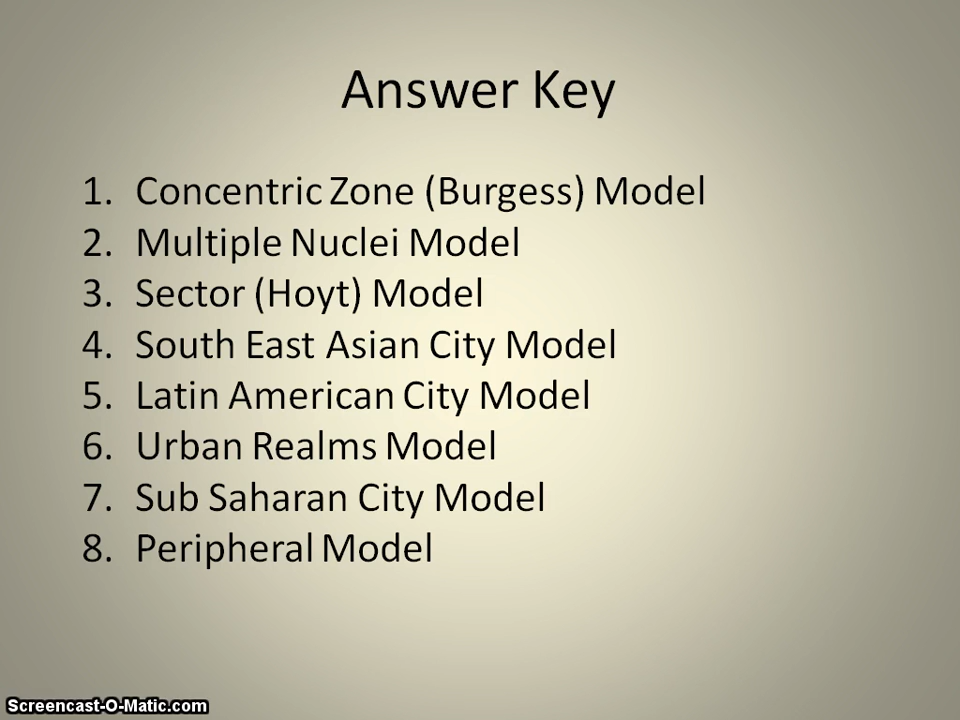 Answer Key
1. Concentric Zone (Burgess) Model
2. Multiple Nuclei Model
3. Sector (Hoyt) Model
4. South East Asian City Model
5. Latin American City Model
6. Urban Realms Model
7. Sub Saharan City Model
8. Peripheral Model
Screencast-O-Matic.com